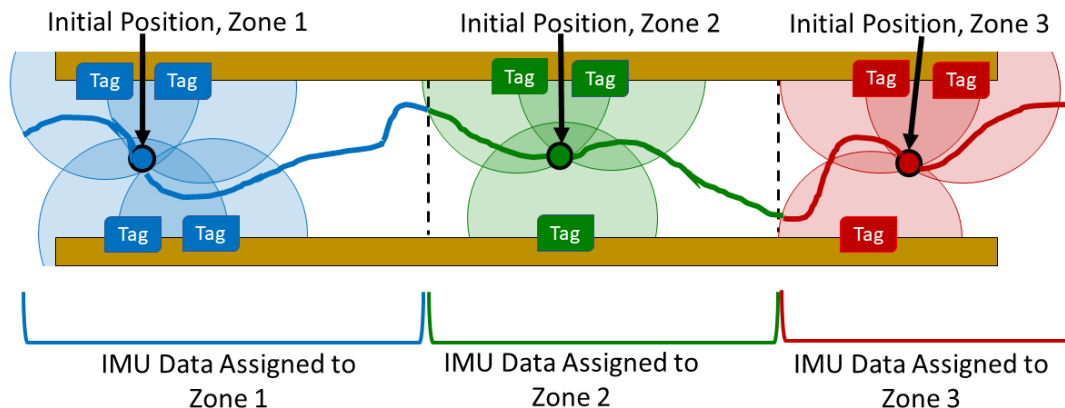 Initial Position, Zone 1
Initial Position, Zone 2
Initial Position, Zone 3
Tag
Tag
Tag
Tag
Tag
Tag
Tag
Tag
Tag
Tag
IMU Data Assigned to
Zone 1
IMU Data Assigned to
Zone 2
IMU Data Assigned to
Zone 3